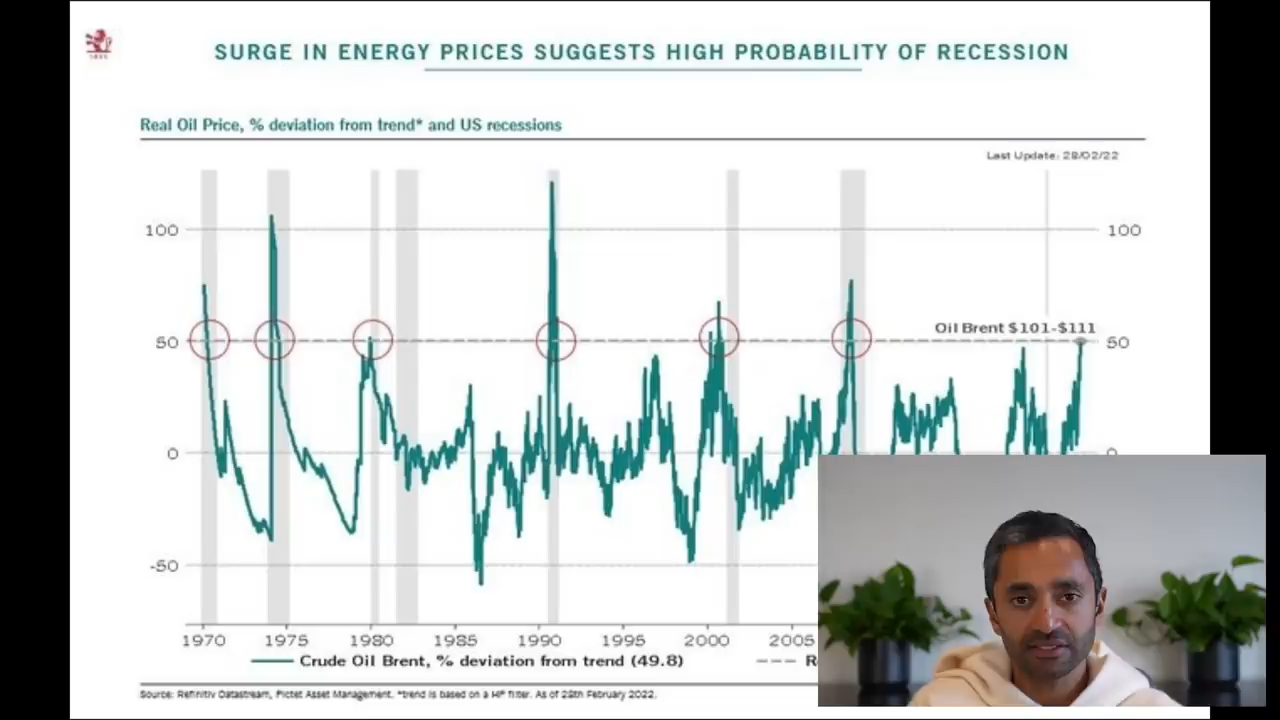 SURGE IN ENERGY PRICES SUGGESTS HIGH PROBABILITY OF RECESSION
Real Oil Price, % deviation from trend* and US recessions
Last Update: 28/02/22
100 100
Oil Brent $101-$111
50 50
0 0
-50
1970 1975 1980 1985 1990 1995 2000 2005
Crude Oil Brent, % deviation from trend (49.8)
Source: Refinitiv Datastream, Pictet Asset Management. *trend is based on a HP filter. As of 28th February 2022.